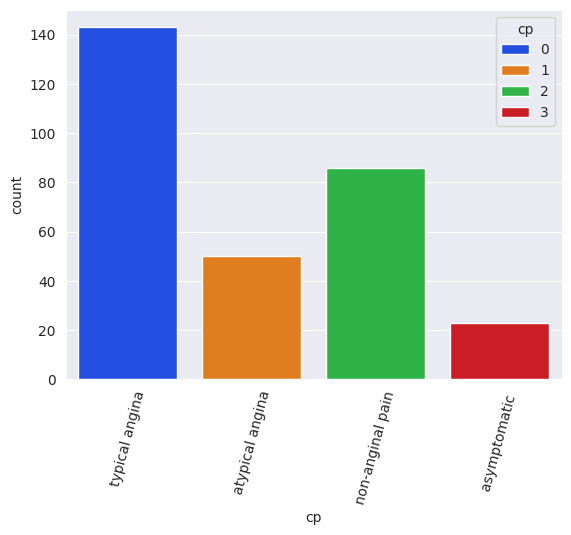 140
120
100
80
60
40
20
0
count
cp
0
1
2
3
typical angina
atypical angina
non-anginal pain
asymptomatic
cp